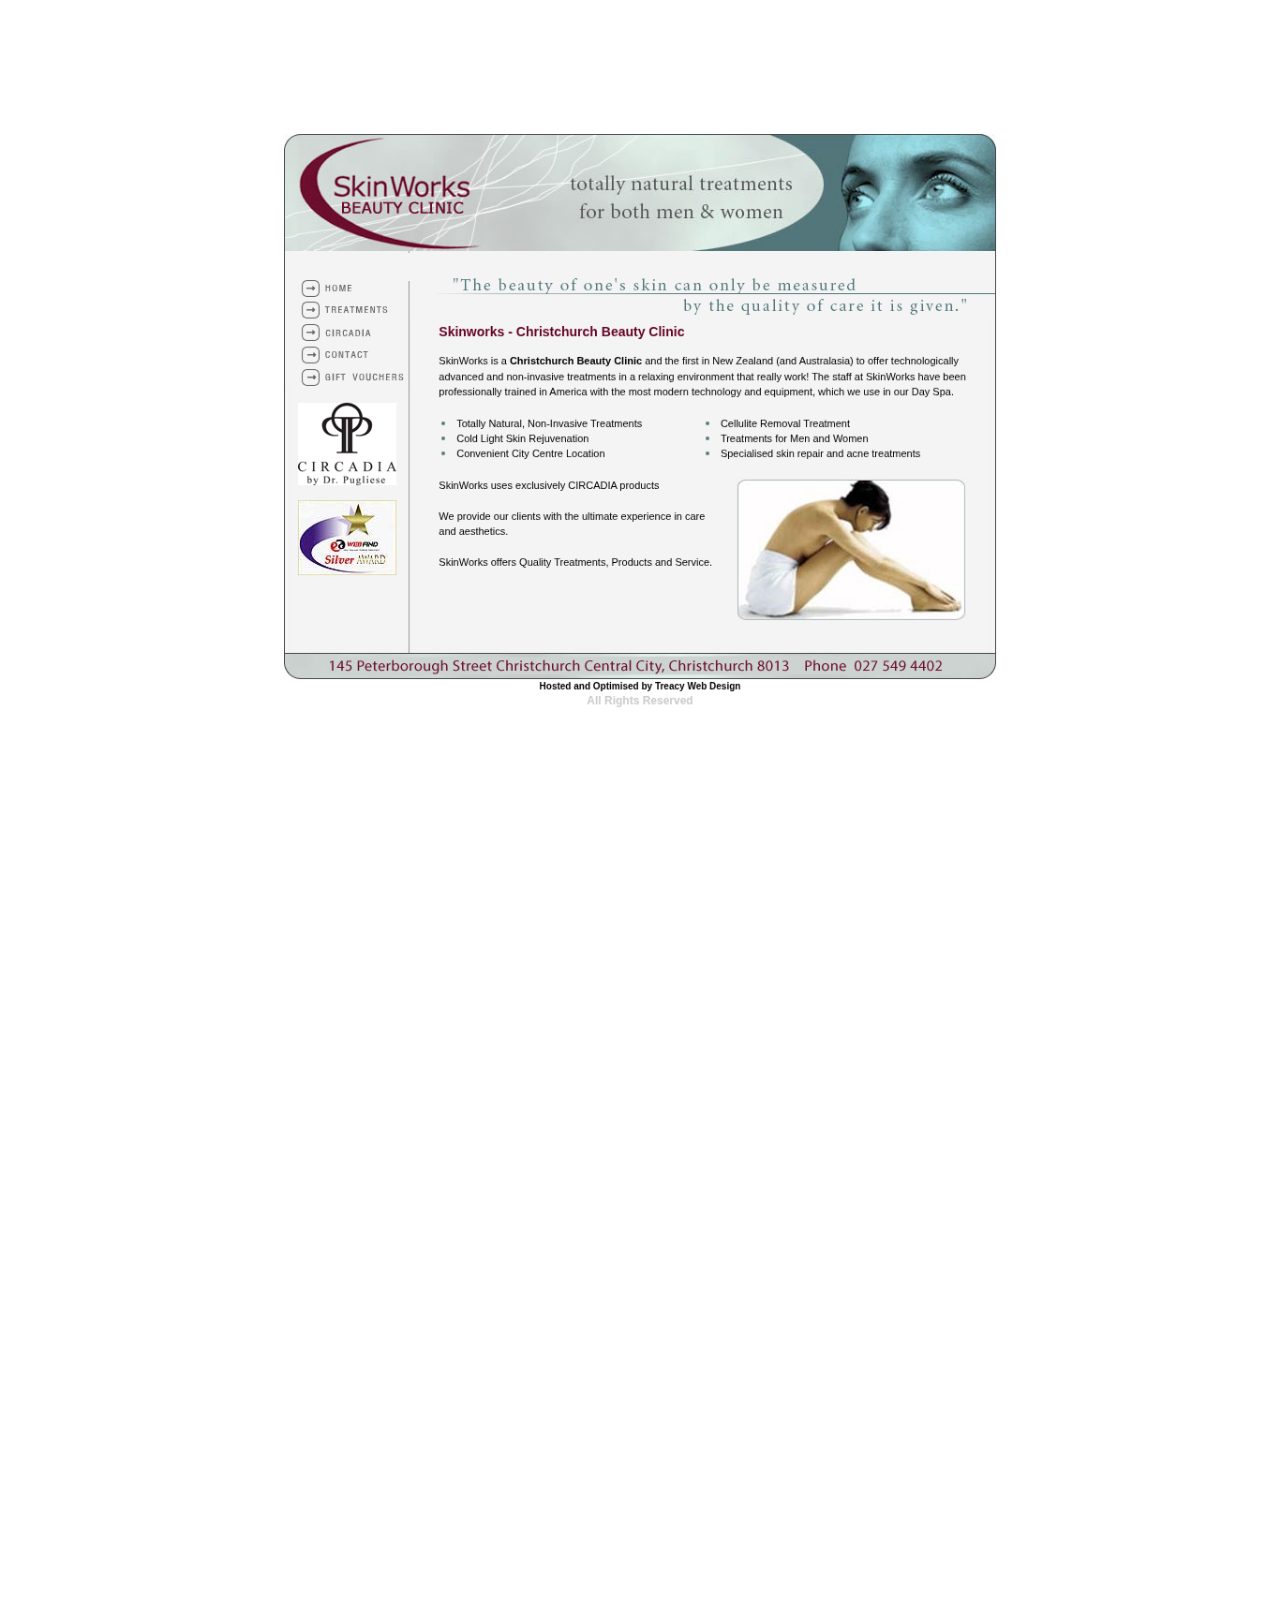 SkinWorks
BEAUTY CLINIC
totally natural treatments
for both men & women
HOME
TREATMENTS
CIRCADIA
CONTACT
GIFT VOUCHERS
CIRCADIA
by Dr. Pugliese
WEBFIND
Silver AWARD
"The beauty of one's skin can only be measured
by the quality of care it is given."
Skinworks - Christchurch Beauty Clinic
SkinWorks is a Christchurch Beauty Clinic and the first in New Zealand (and Australasia) to offer technologically
advanced and non-invasive treatments in a relaxing environment that really work! The staff at SkinWorks have been
professionally trained in America with the most modern technology and equipment, which we use in our Day Spa.
Totally Natural, Non-Invasive Treatments
Cold Light Skin Rejuvenation
Convenient City Centre Location
Cellulite Removal Treatment
Treatments for Men and Women
Specialised skin repair and acne treatments
SkinWorks uses exclusively CIRCADIA products
We provide our clients with the ultimate experience in care
and aesthetics.
SkinWorks offers Quality Treatments, Products and Service.
145 Peterborough Street Christchurch Central City, Christchurch 8013 Phone 027 549 4402
Hosted and Optimised by Treacy Web Design
All Rights Reserved